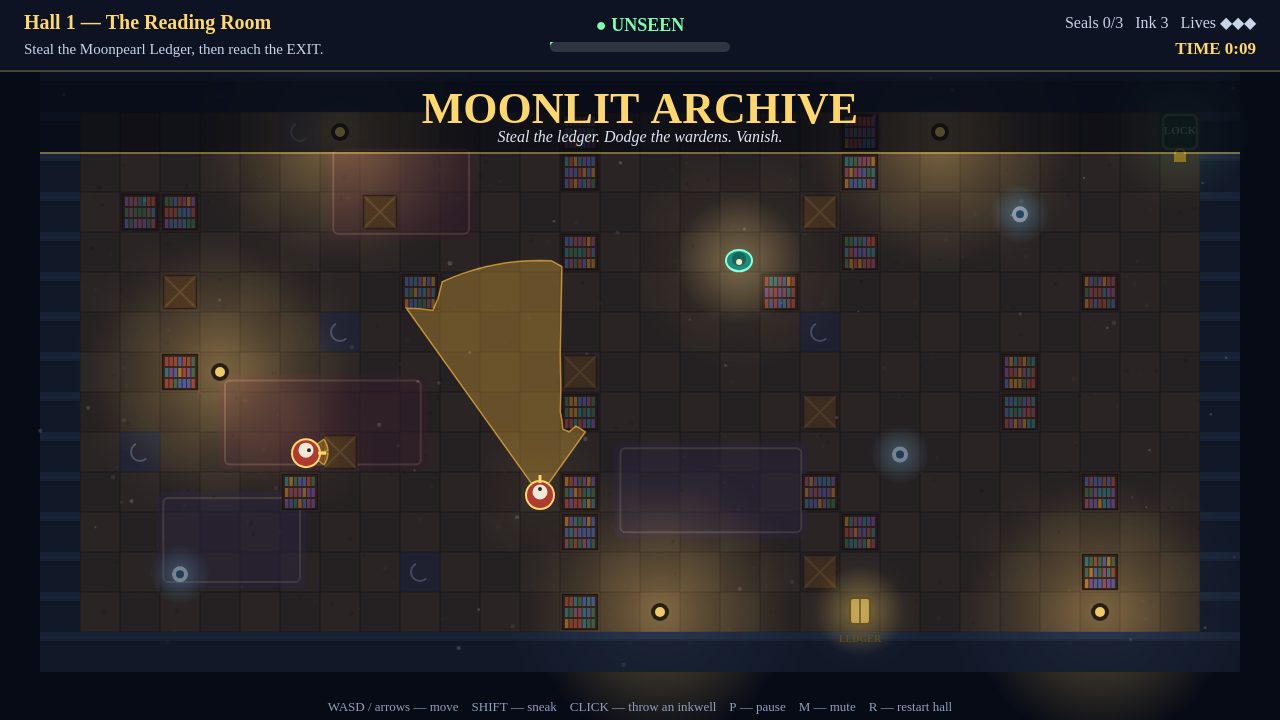 Hall 1 — The Reading Room
Steal the Moonpearl Ledger, then reach the EXIT.
● UNSEEN
Seals 0/3 Ink 3 Lives ◆◆◆
TIME 0:09
MOONLIT ARCHIVE
Steal the ledger. Dodge the wardens. Vanish.
LOCK
LEDGER
WASD / arrows — move SHIFT — sneak CLICK — throw an inkwell P — pause M — mute R — restart hall